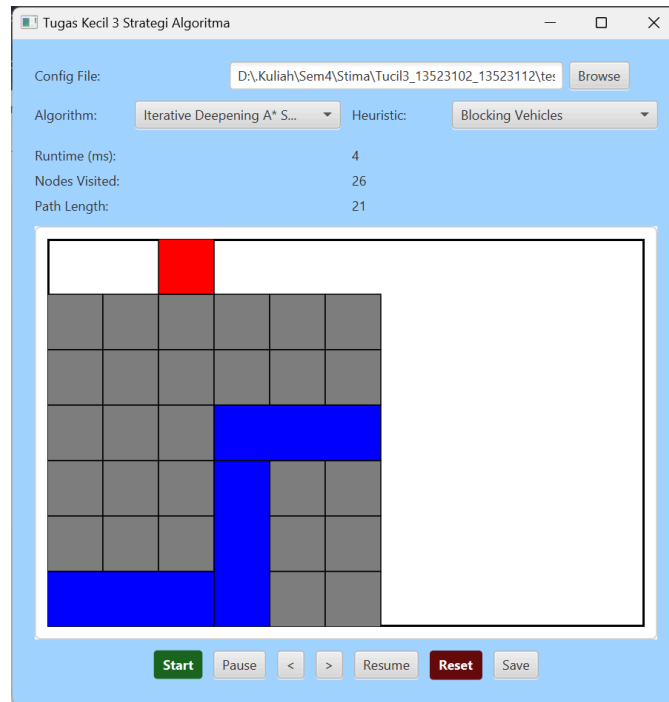 Tugas Kecil 3 Strategi Algoritma
Config File: D:\.Kuliah\Sem4\Stima\Tucil3_13523102_13523112\tes Browse
Algorithm: Iterative Deepening A* S... Heuristic: Blocking Vehicles
Runtime (ms): 4
Nodes Visited: 26
Path Length: 21
Start Pause < > Resume Reset Save